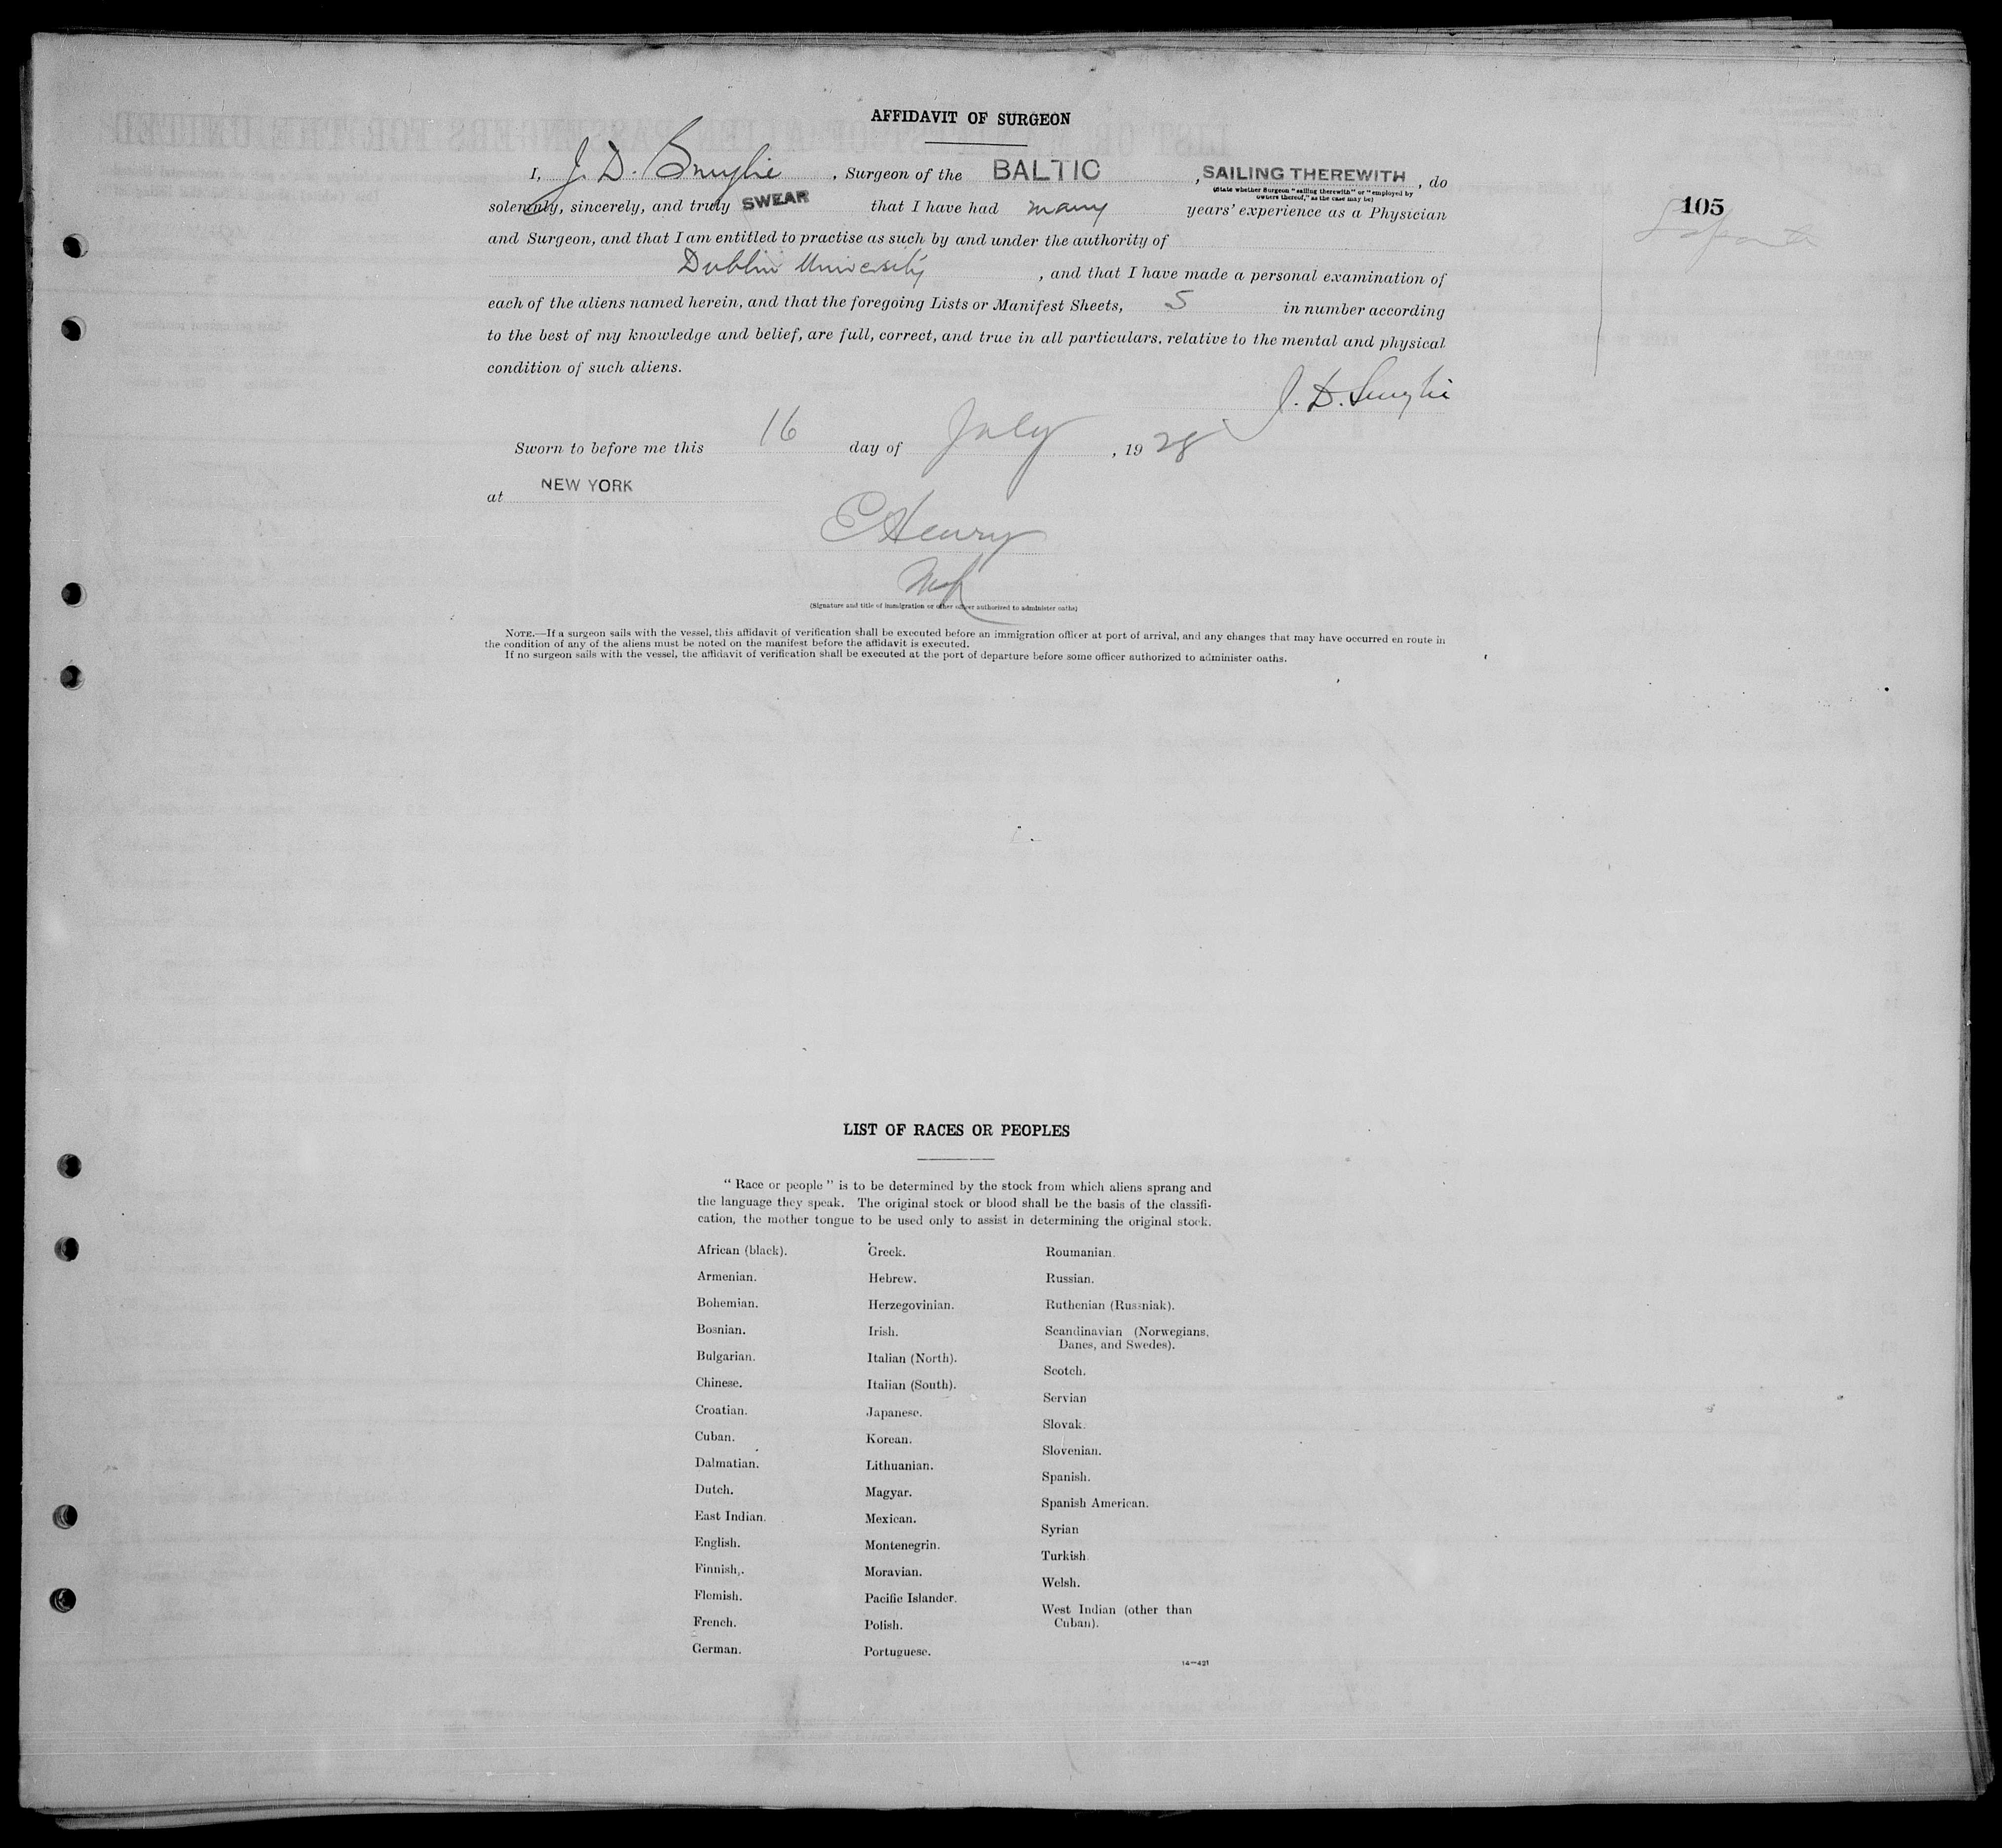 AFFIDAVIT OF SURGEON
I, J. D. Smylie , Surgeon of the BALTIC , SAILING THEREWITH , do
(State whether Surgeon "sailing therewith" or "employed by
owners thereof," as the case may be)
105
solemnly, sincerely, and truly SWEAR that I have had many years' experience as a Physician
and Surgeon, and that I am entitled to practise as such by and under the authority of
Dublin University , and that I have made a personal examination of
each of the aliens named herein, and that the foregoing Lists or Manifest Sheets, 5 in number according
to the best of my knowledge and belief, are full, correct, and true in all particulars, relative to the mental and physical
condition of such aliens.
J. D. Smylie
Sworn to before me this 16 day of July , 19 28
at NEW YORK
C Henry
(Signature and title of immigration or other officer authorized to administer oaths)
NOTE.—If a surgeon sails with the vessel, this affidavit of verification shall be executed before an immigration officer at port of arrival, and any changes that may have occurred en route in
the condition of any of the aliens must be noted on the manifest before the affidavit is executed.
If no surgeon sails with the vessel, the affidavit of verification shall be executed at the port of departure before some officer authorized to administer oaths.
LIST OF RACES OR PEOPLES
"Race or people" is to be determined by the stock from which aliens sprang and
the language they speak. The original stock or blood shall be the basis of the classifi-
cation, the mother tongue to be used only to assist in determining the original stock.
African (black).
Armenian.
Bohemian.
Bosnian.
Bulgarian.
Chinese.
Croatian.
Cuban.
Dalmatian.
Dutch.
East Indian.
English.
Finnish.
Flemish.
French.
German.
Greek.
Hebrew.
Herzegovinian.
Irish.
Italian (North).
Italian (South).
Japanese.
Korean.
Lithuanian.
Magyar.
Mexican.
Montenegrin.
Moravian.
Pacific Islander.
Polish.
Portuguese.
Roumanian.
Russian.
Ruthenian (Russniak).
Scandinavian (Norwegians,
Danes, and Swedes).
Scotch.
Servian
Slovak.
Slovenian.
Spanish.
Spanish American.
Syrian
Turkish.
Welsh.
West Indian (other than
Cuban).
14—421